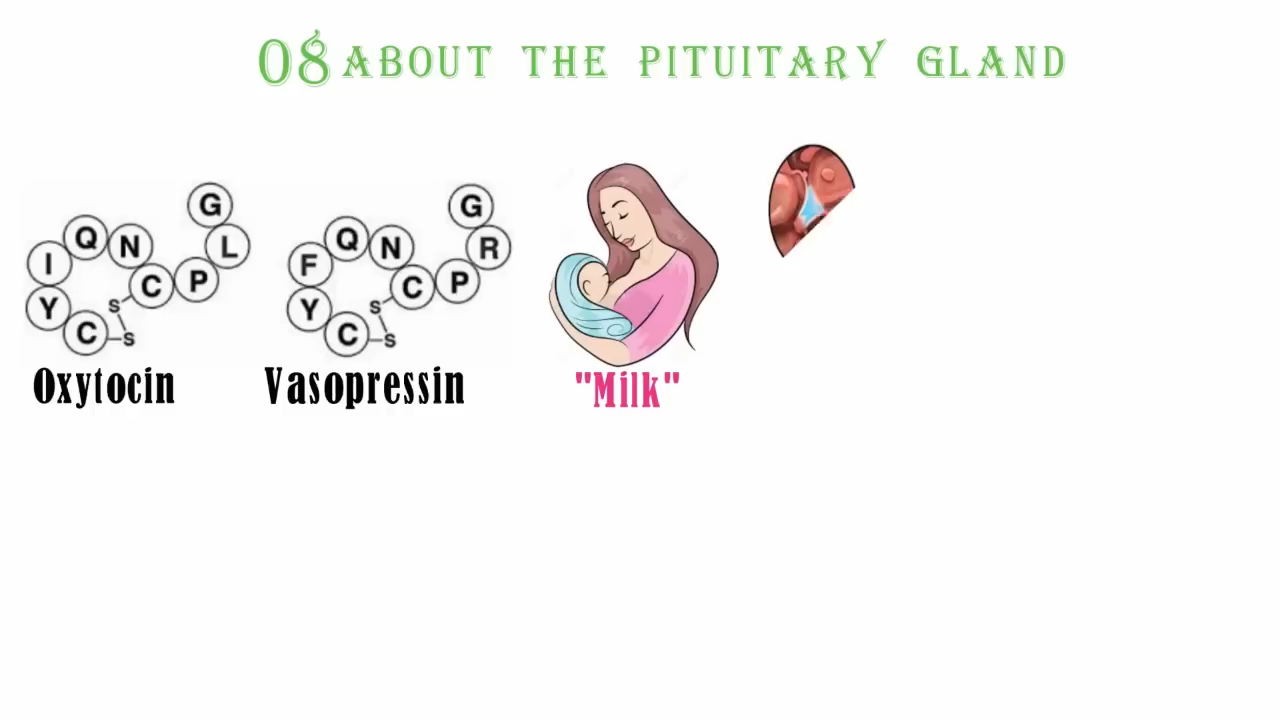 08 ABOUT THE PITUITARY GLAND
G
Q N L
I C P
Y S
C S
G
Q N R
F C P
Y S
C S
Oxytocin
Vasopressin
"Milk"